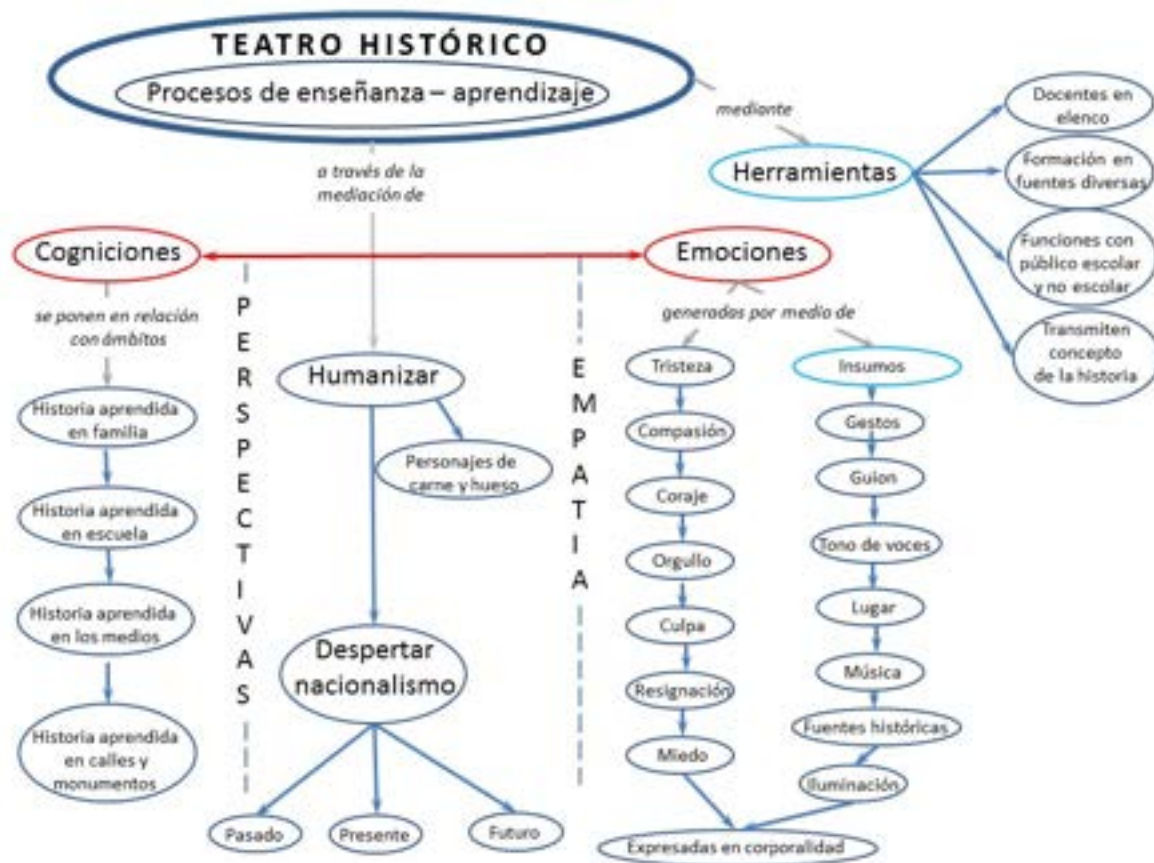 TEATRO HISTÓRICO
Procesos de enseñanza – aprendizaje
mediante
Herramientas
Docentes en
elenco
Formación en
fuentes diversas
Funciones con
público escolar
y no escolar
Transmiten
concepto
de la historia
a través de la
mediación de
Cogniciones
Emociones
se ponen en relación
con ámbitos
Historia aprendida
en familia
Historia aprendida
en escuela
Historia aprendida
en los medios
Historia aprendida
en calles y
monumentos
PERSPECTIVAS
Humanizar
Personajes de
carne y hueso
Despertar
nacionalismo
Pasado
Presente
Futuro
EMPATIA
generadas por medio de
Tristeza
Compasión
Coraje
Orgullo
Culpa
Resignación
Miedo
Insumos
Gestos
Guion
Tono de voces
Lugar
Música
Fuentes históricas
Iluminación
Expresadas en corporalidad